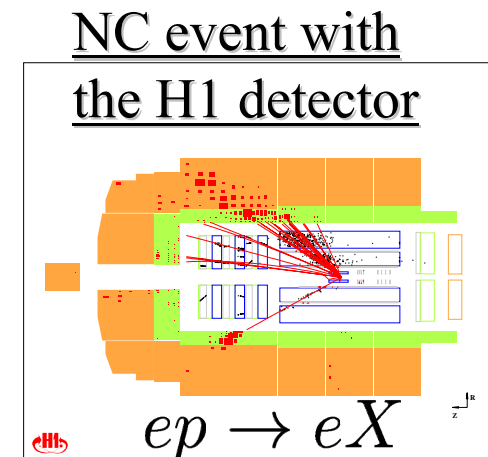 NC event with
the H1 detector
R
Z
ep → eX
H1